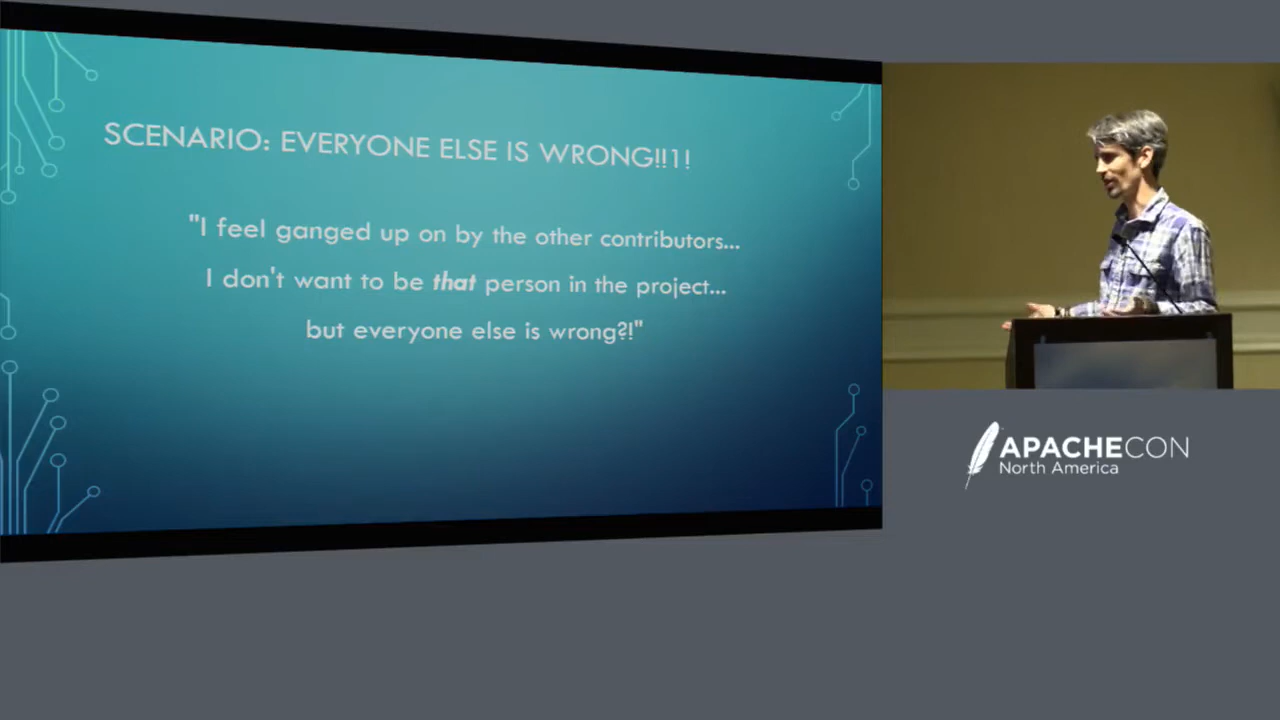 SCENARIO: EVERYONE ELSE IS WRONG!!1!
"I feel ganged up on by the other contributors...
I don't want to be that person in the project...
but everyone else is wrong?!"
APACHECON
North America